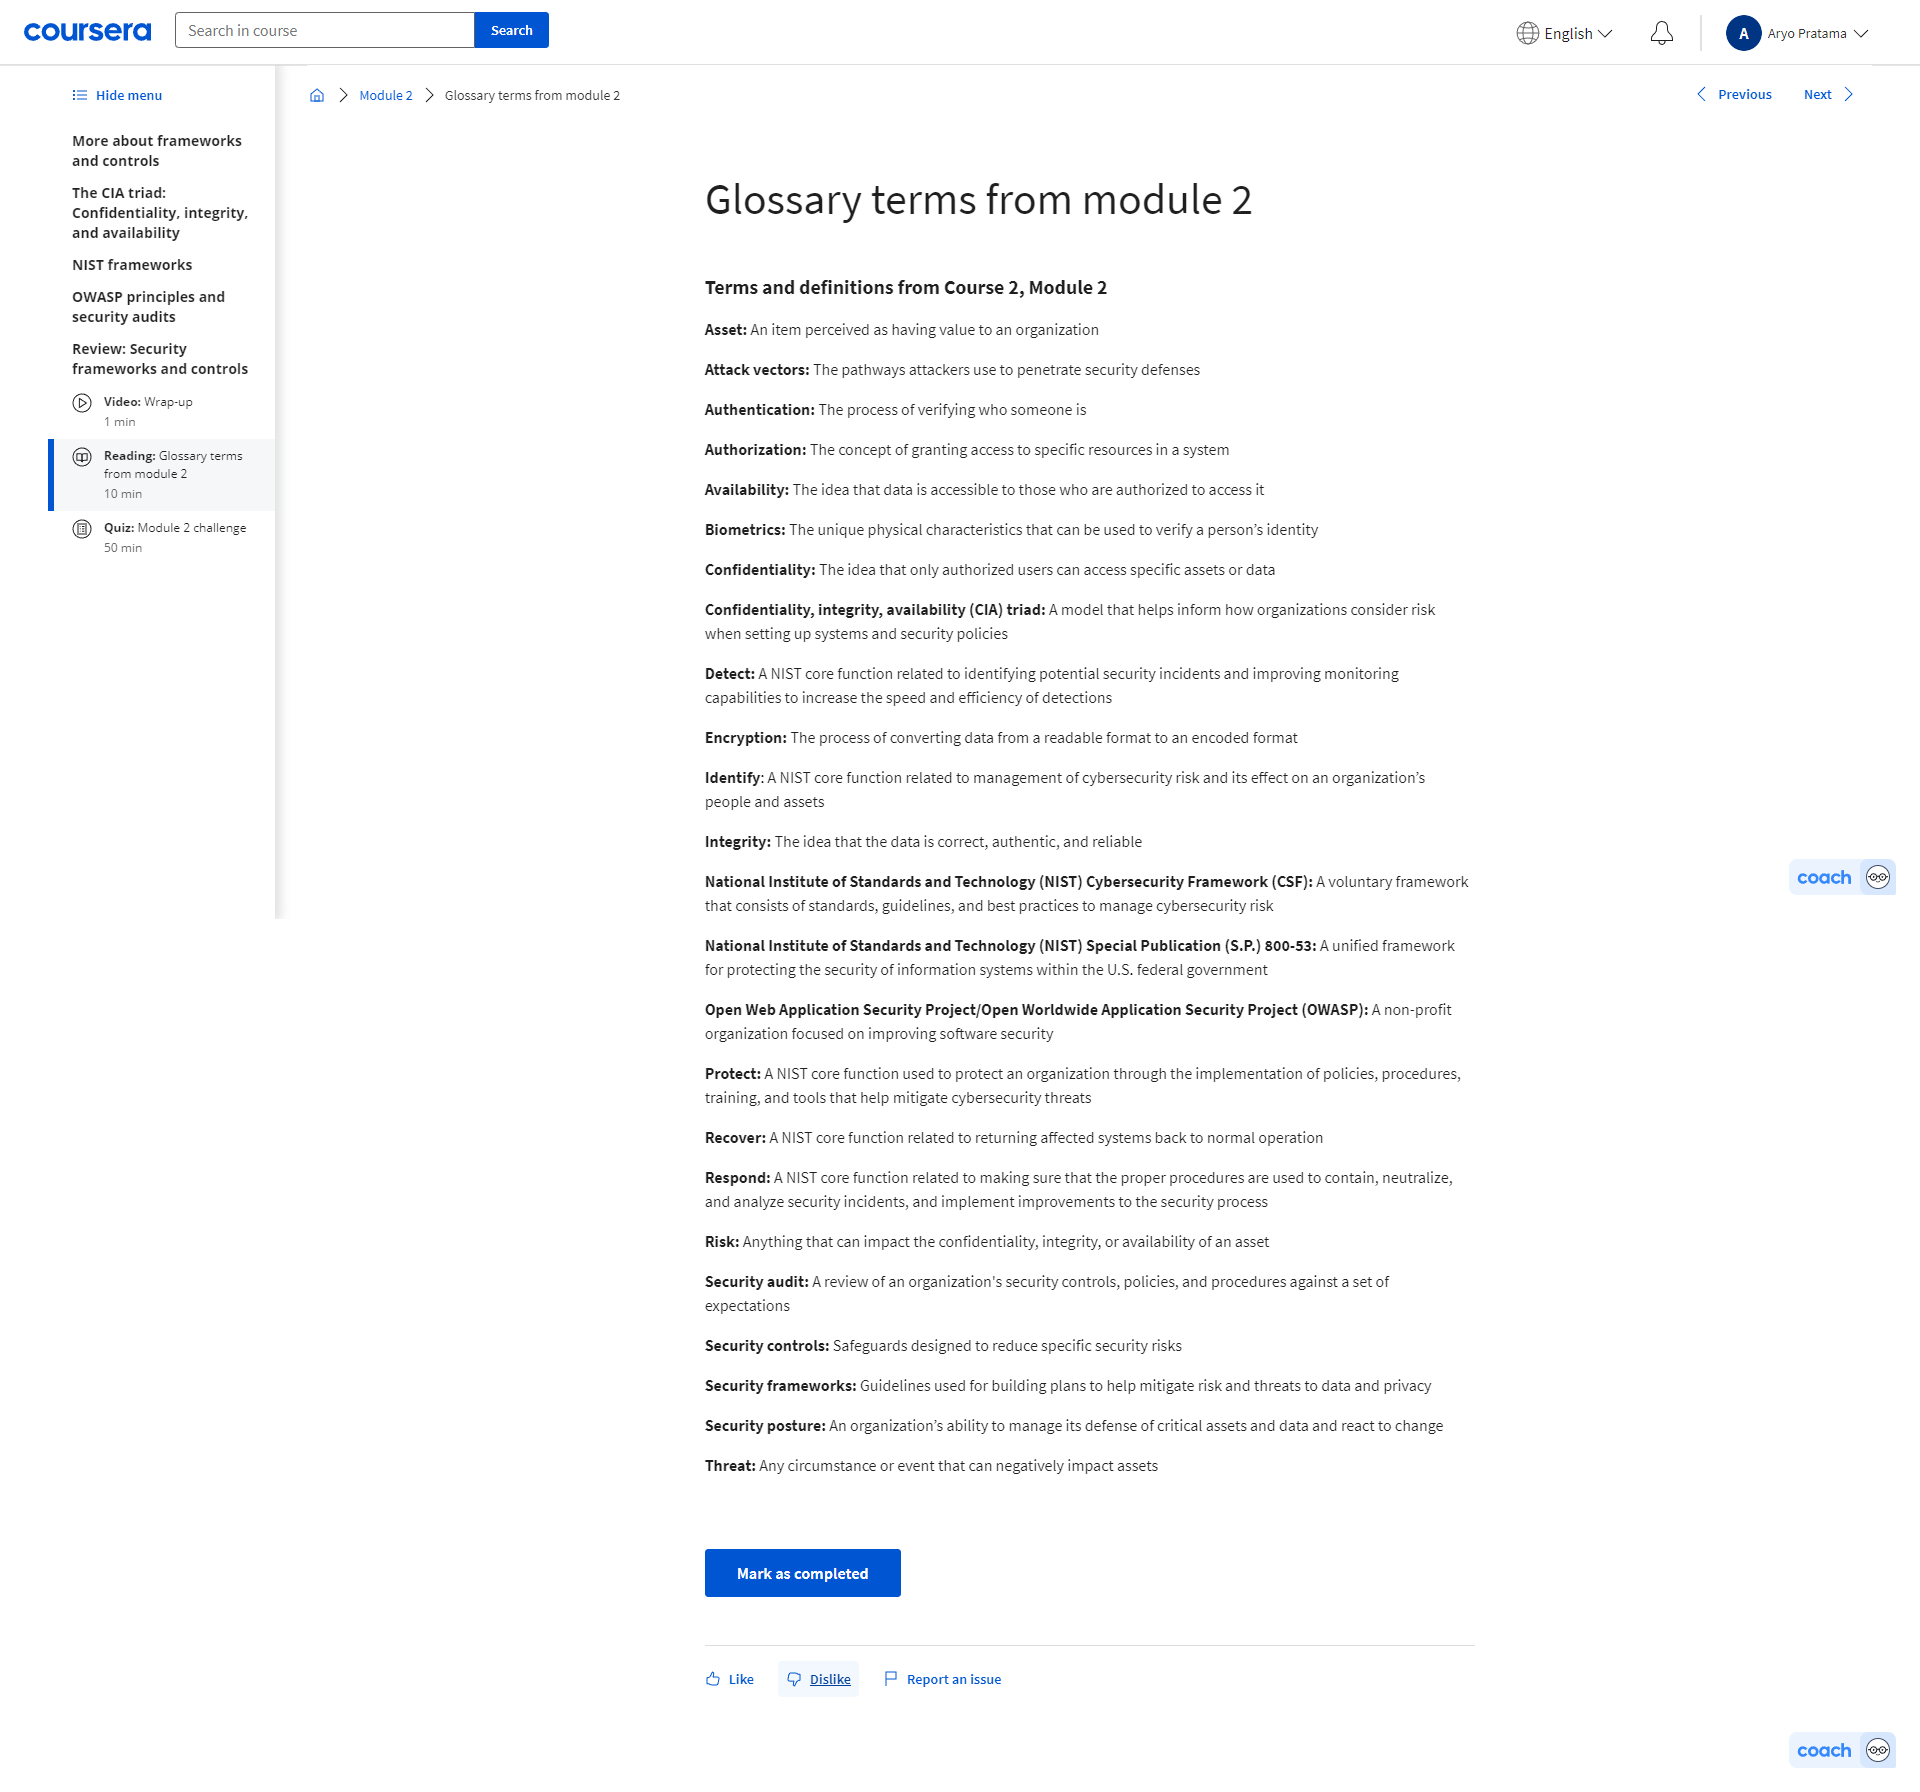 coursera
Search in course
Search
English
A
Aryo Pratama
Hide menu
Module 2
Glossary terms from module 2
Previous
Next
More about frameworks
and controls
The CIA triad:
Confidentiality, integrity,
and availability
NIST frameworks
OWASP principles and
security audits
Review: Security
frameworks and controls
Video: Wrap-up
1 min
Reading: Glossary terms
from module 2
10 min
Quiz: Module 2 challenge
50 min
Glossary terms from module 2
Terms and definitions from Course 2, Module 2
Asset: An item perceived as having value to an organization
Attack vectors: The pathways attackers use to penetrate security defenses
Authentication: The process of verifying who someone is
Authorization: The concept of granting access to specific resources in a system
Availability: The idea that data is accessible to those who are authorized to access it
Biometrics: The unique physical characteristics that can be used to verify a person’s identity
Confidentiality: The idea that only authorized users can access specific assets or data
Confidentiality, integrity, availability (CIA) triad: A model that helps inform how organizations consider risk
when setting up systems and security policies
Detect: A NIST core function related to identifying potential security incidents and improving monitoring
capabilities to increase the speed and efficiency of detections
Encryption: The process of converting data from a readable format to an encoded format
Identify: A NIST core function related to management of cybersecurity risk and its effect on an organization’s
people and assets
Integrity: The idea that the data is correct, authentic, and reliable
National Institute of Standards and Technology (NIST) Cybersecurity Framework (CSF): A voluntary framework
that consists of standards, guidelines, and best practices to manage cybersecurity risk
National Institute of Standards and Technology (NIST) Special Publication (S.P.) 800-53: A unified framework
for protecting the security of information systems within the U.S. federal government
Open Web Application Security Project/Open Worldwide Application Security Project (OWASP): A non-profit
organization focused on improving software security
Protect: A NIST core function used to protect an organization through the implementation of policies, procedures,
training, and tools that help mitigate cybersecurity threats
Recover: A NIST core function related to returning affected systems back to normal operation
Respond: A NIST core function related to making sure that the proper procedures are used to contain, neutralize,
and analyze security incidents, and implement improvements to the security process
Risk: Anything that can impact the confidentiality, integrity, or availability of an asset
Security audit: A review of an organization's security controls, policies, and procedures against a set of
expectations
Security controls: Safeguards designed to reduce specific security risks
Security frameworks: Guidelines used for building plans to help mitigate risk and threats to data and privacy
Security posture: An organization’s ability to manage its defense of critical assets and data and react to change
Threat: Any circumstance or event that can negatively impact assets
coach
Mark as completed
Like
Dislike
Report an issue
coach